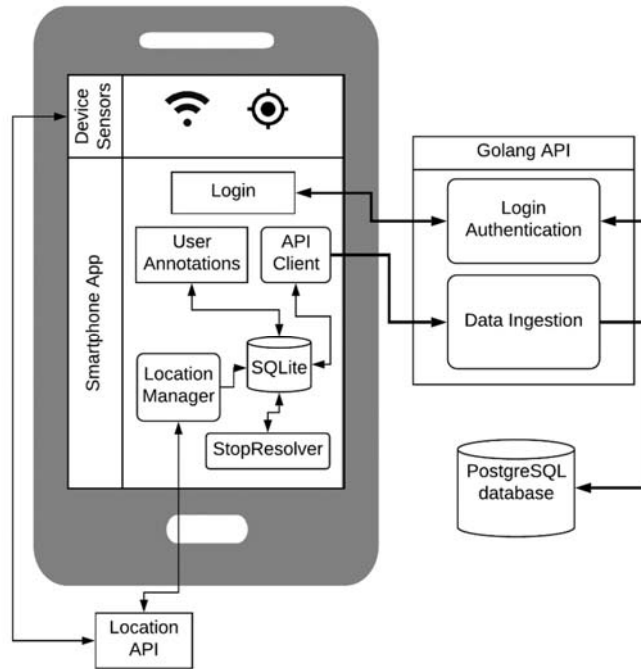 Device
Sensors
Smartphone App
Login
User
Annotations
API
Client
SQLite
Location
Manager
StopResolver
Location
API
Golang API
Login
Authentication
Data Ingestion
PostgreSQL
database